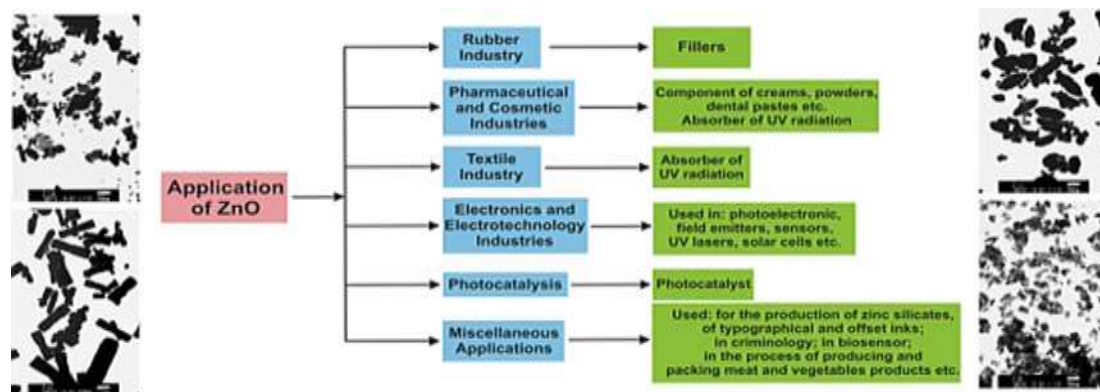 Application
of ZnO
Rubber
Industry
Fillers
Pharmaceutical
and Cosmetic
Industries
Component of creams, powders,
dental pastes etc.
Absorber of UV radiation
Textile
Industry
Absorber of
UV radiation
Electronics and
Electrotechnology
Industries
Used in: photoelectronic,
field emitters, sensors,
UV lasers, solar cells etc.
Photocatalysis
Photocatalyst
Miscellaneous
Applications
Used: for the production of zinc silicates,
of typographical and offset inks;
in criminology; in biosensor;
in the process of producing and
packing meat and vegetables products etc.